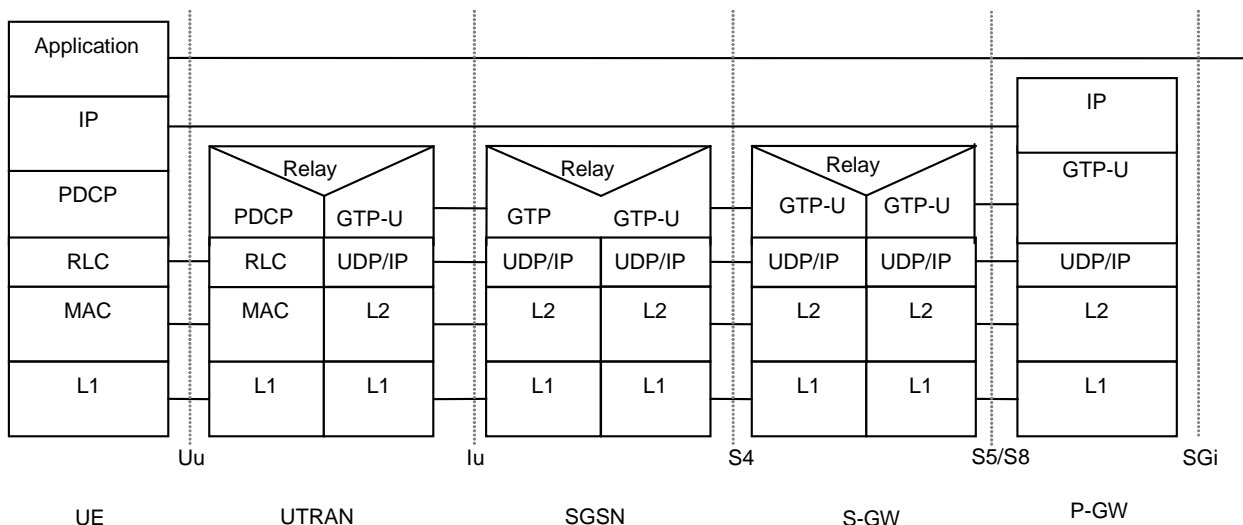 Application
IP
PDCP
RLC
MAC
L1
Relay
PDCP GTP-U
RLC UDP/IP
MAC L2
L1 L1
Relay
GTP GTP-U
UDP/IP UDP/IP
L2 L2
L1 L1
Relay
GTP-U GTP-U
UDP/IP UDP/IP
L2 L2
L1 L1
IP
GTP-U
UDP/IP
L2
L1
Uu Iu S4 S5/S8 SGi
UE UTRAN SGSN S-GW P-GW